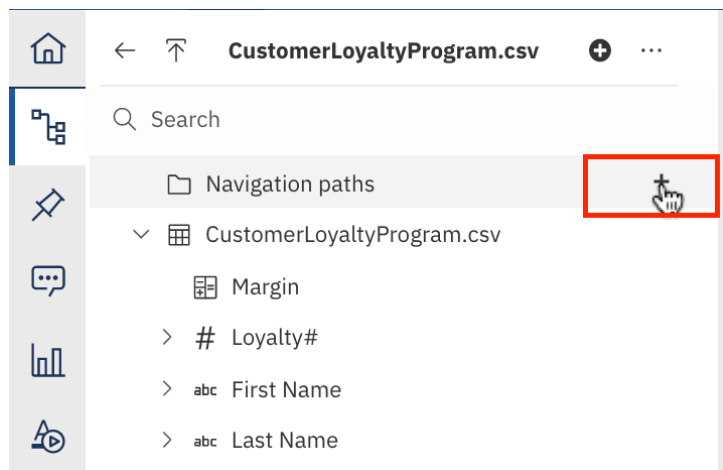 CustomerLoyaltyProgram.csv
Search
Navigation paths
CustomerLoyaltyProgram.csv
Margin
# Loyalty#
abc First Name
abc Last Name